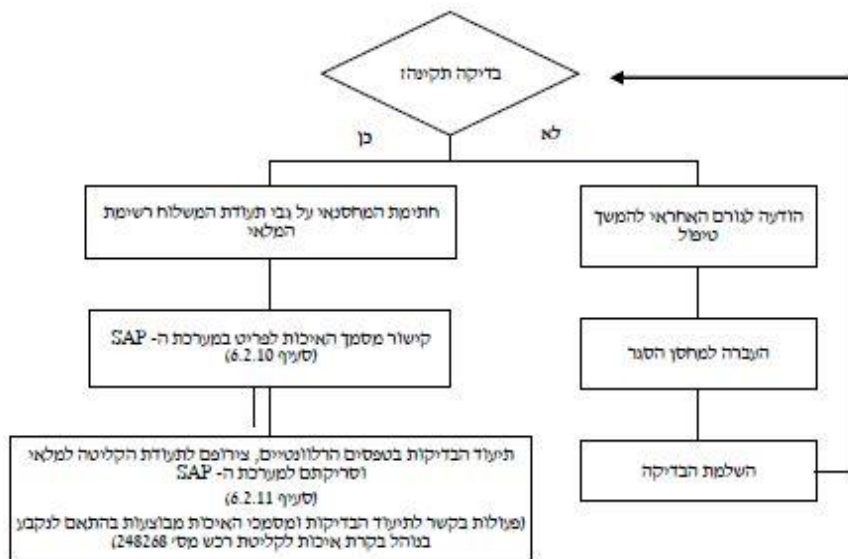 בדיקה תקינה?
כן
לא
חתימת המחסנאי על גבי תעודת המשלוח רשימת
המלאי
הודעה לגורם האחראי להמשך
טיפול
קישור מסמך האיכות לפריט במערכת ה- SAP
(סעיף 6.2.10)
העברה למחסן הסגר
תיעוד הבדיקות בטפסים הרלוונטיים, צירופם לתעודת הקליטה למלאי
וסריקתם למערכת ה- SAP
(סעיף 6.2.11)
(פעולות בקשר לתיעוד הבדיקות ומסמכי האיכות מבוצעות בהתאם לנקבע
בנוהל בקרת איכות לקליטת רכש מס' 248268)
השלמת הבדיקה